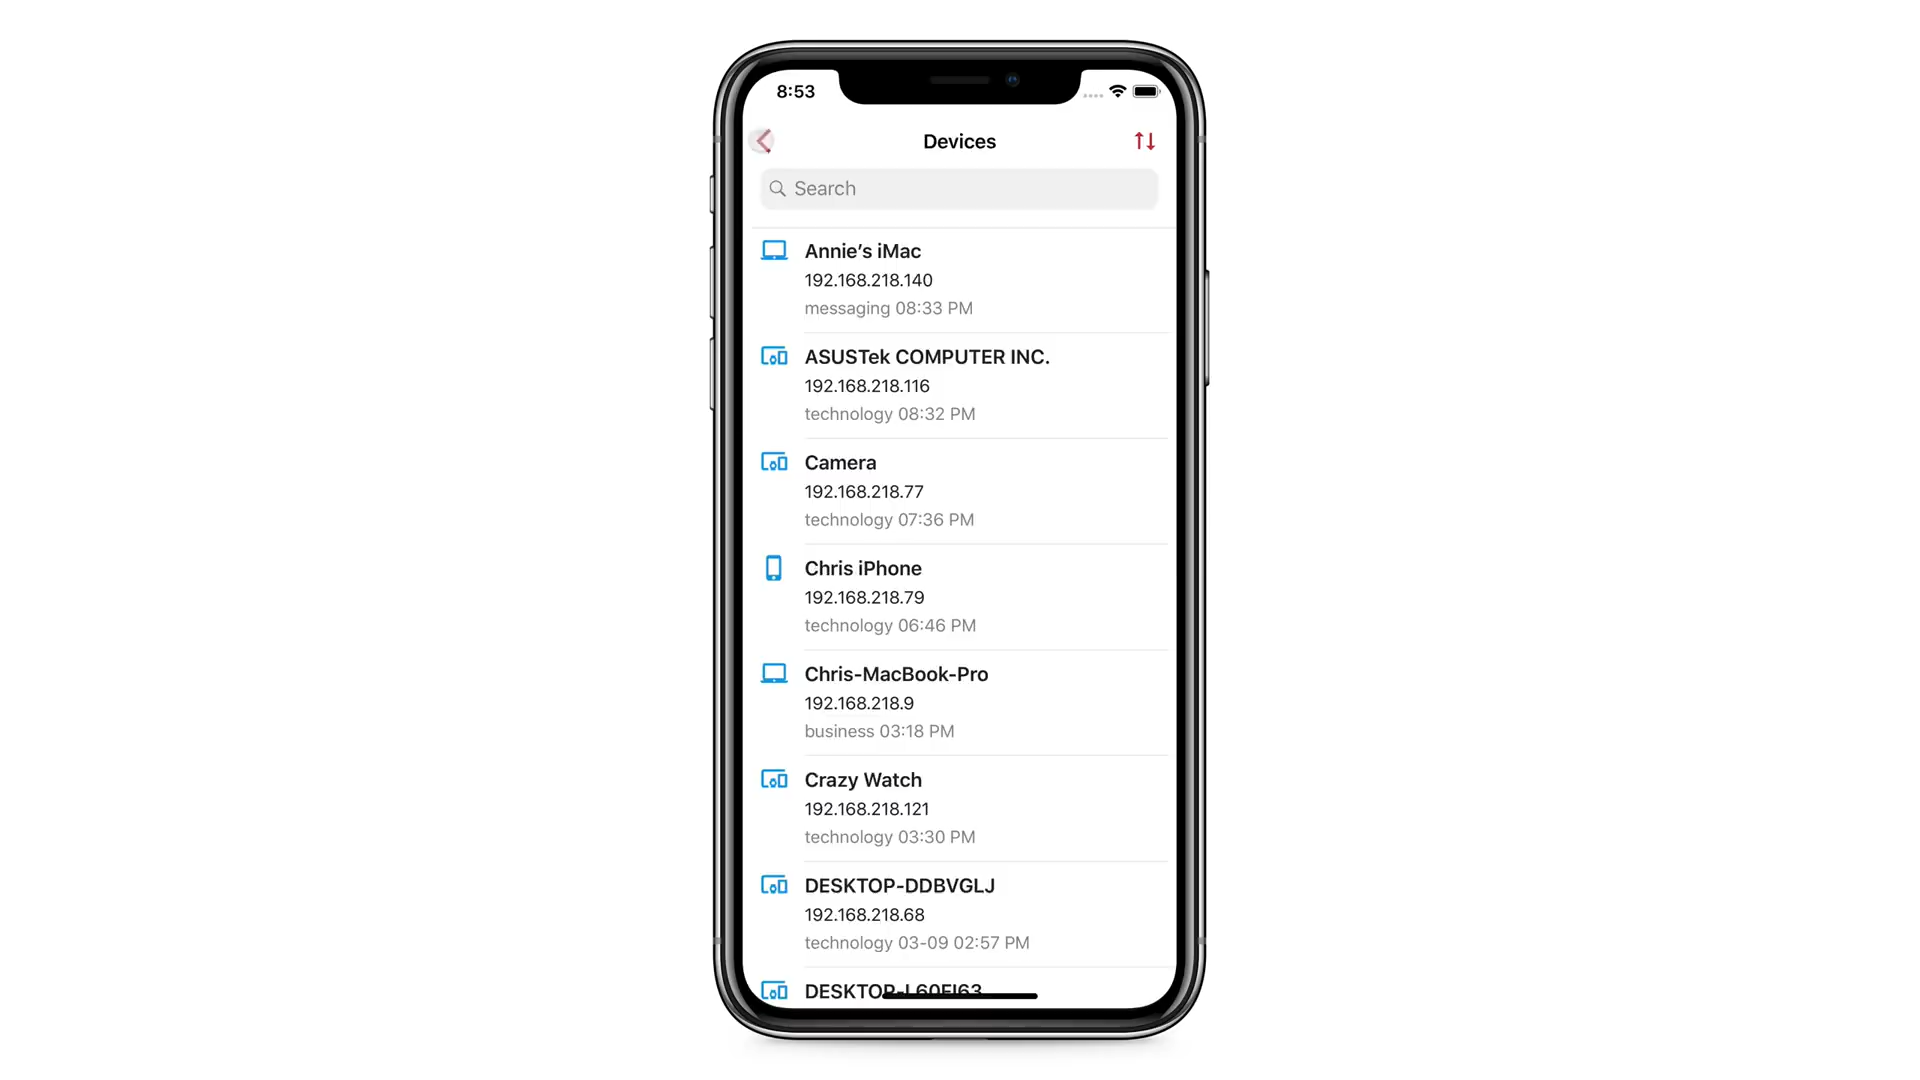 8:53
Devices
Search
Annie’s iMac
192.168.218.140
messaging 08:33 PM
ASUSTek COMPUTER INC.
192.168.218.116
technology 08:32 PM
Camera
192.168.218.77
technology 07:36 PM
Chris iPhone
192.168.218.79
technology 06:46 PM
Chris-MacBook-Pro
192.168.218.9
business 03:18 PM
Crazy Watch
192.168.218.121
technology 03:30 PM
DESKTOP-DDBVGLJ
192.168.218.68
technology 03-09 02:57 PM